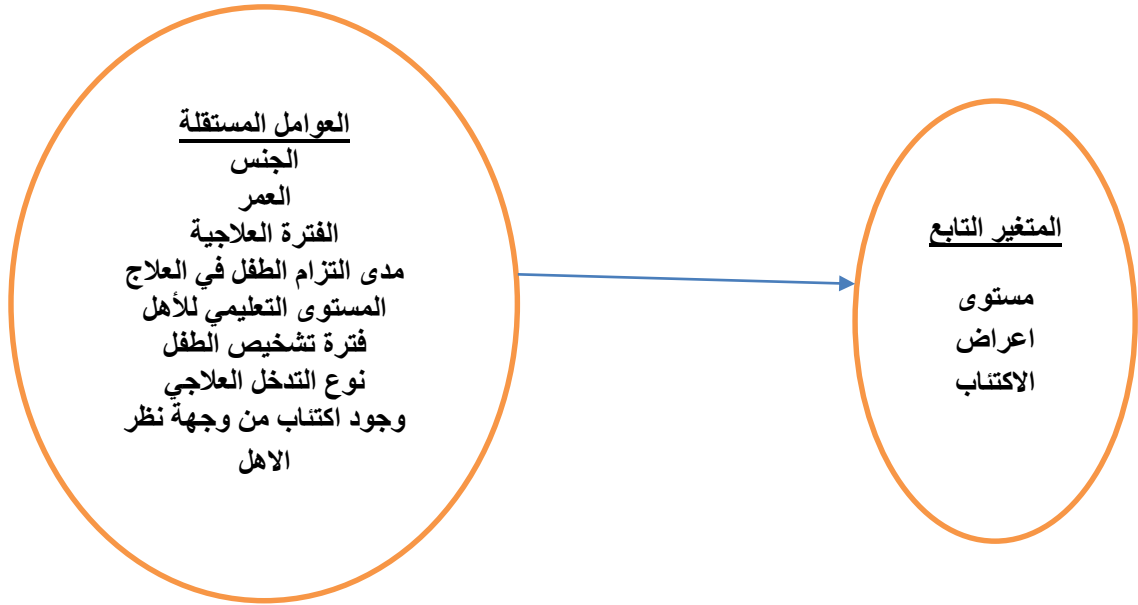 العوامل المستقلة
الجنس
العمر
الفترة العلاجية
مدى التزام الطفل في العلاج
المستوى التعليمي للأهل
فترة تشخيص الطفل
نوع التدخل العلاجي
وجود اكتئاب من وجهة نظر
الاهل
المتغير التابع
مستوى
اعراض
الاكتئاب